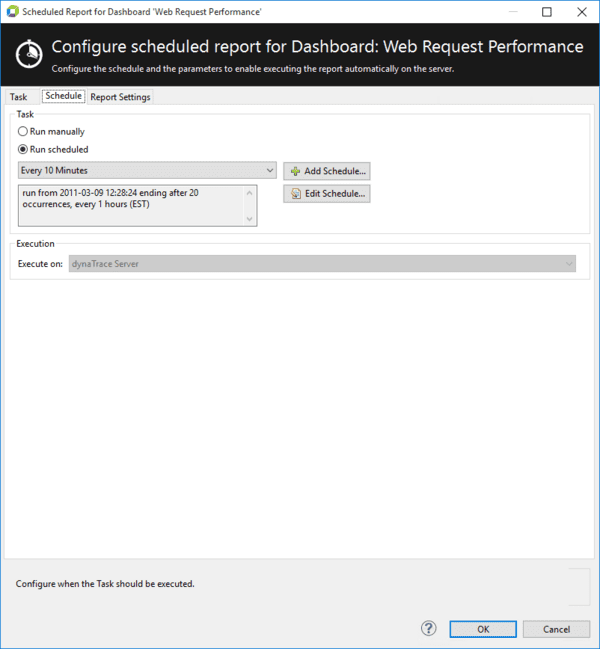 Scheduled Report for Dashboard 'Web Request Performance'
Configure scheduled report for Dashboard: Web Request Performance
Configure the schedule and the parameters to enable executing the report automatically on the server.
Task Schedule Report Settings
Task
Run manually
Run scheduled
Every 10 Minutes
Add Schedule...
run from 2011-03-09 12:28:24 ending after 20
occurrences, every 1 hours (EST)
Edit Schedule...
Execution
Execute on: dynaTrace Server
Configure when the Task should be executed.
? OK Cancel